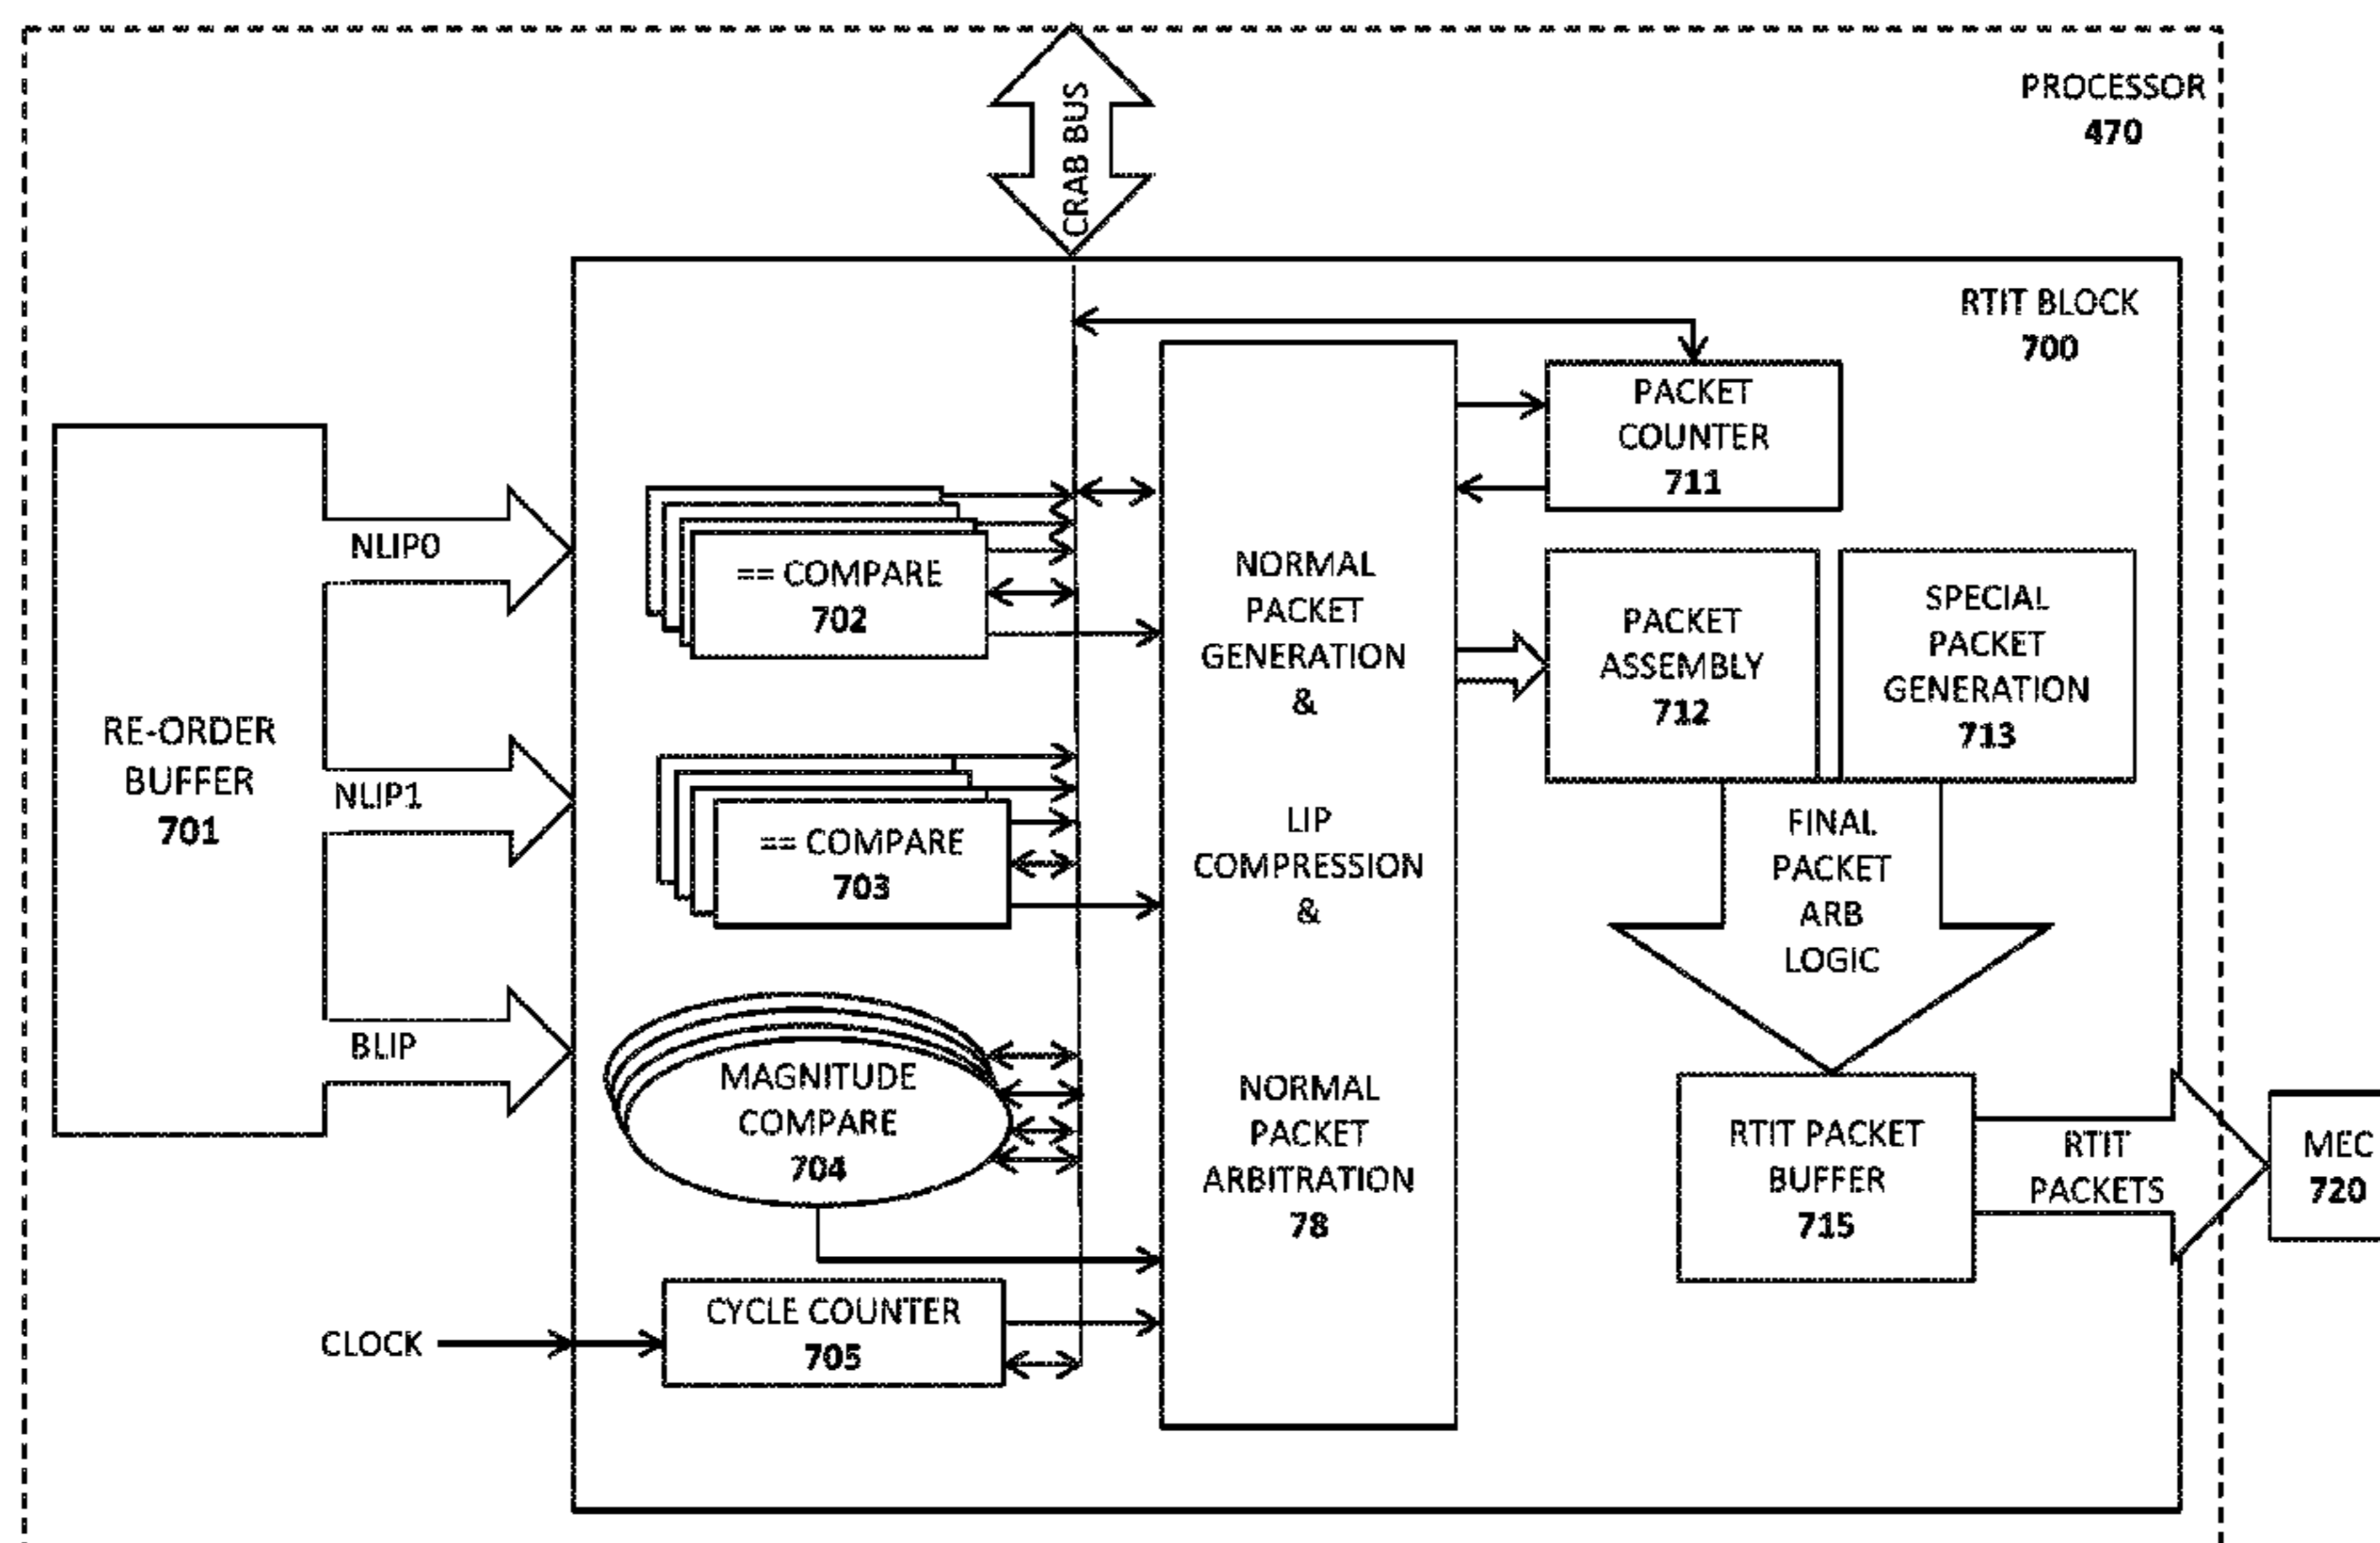 PROCESSOR
470
CRAB BUS
RTIT BLOCK
700
PACKET
COUNTER
711
RE-ORDER
BUFFER
701
NLIP0
NLIP1
BLIP
== COMPARE
702
== COMPARE
703
MAGNITUDE
COMPARE
704
CLOCK
CYCLE COUNTER
705
NORMAL
PACKET
GENERATION
&
LIP
COMPRESSION
&
NORMAL
PACKET
ARBITRATION
78
PACKET
ASSEMBLY
712
SPECIAL
PACKET
GENERATION
713
FINAL
PACKET
ARB
LOGIC
RTIT PACKET
BUFFER
715
RTIT
PACKETS
MEC
720